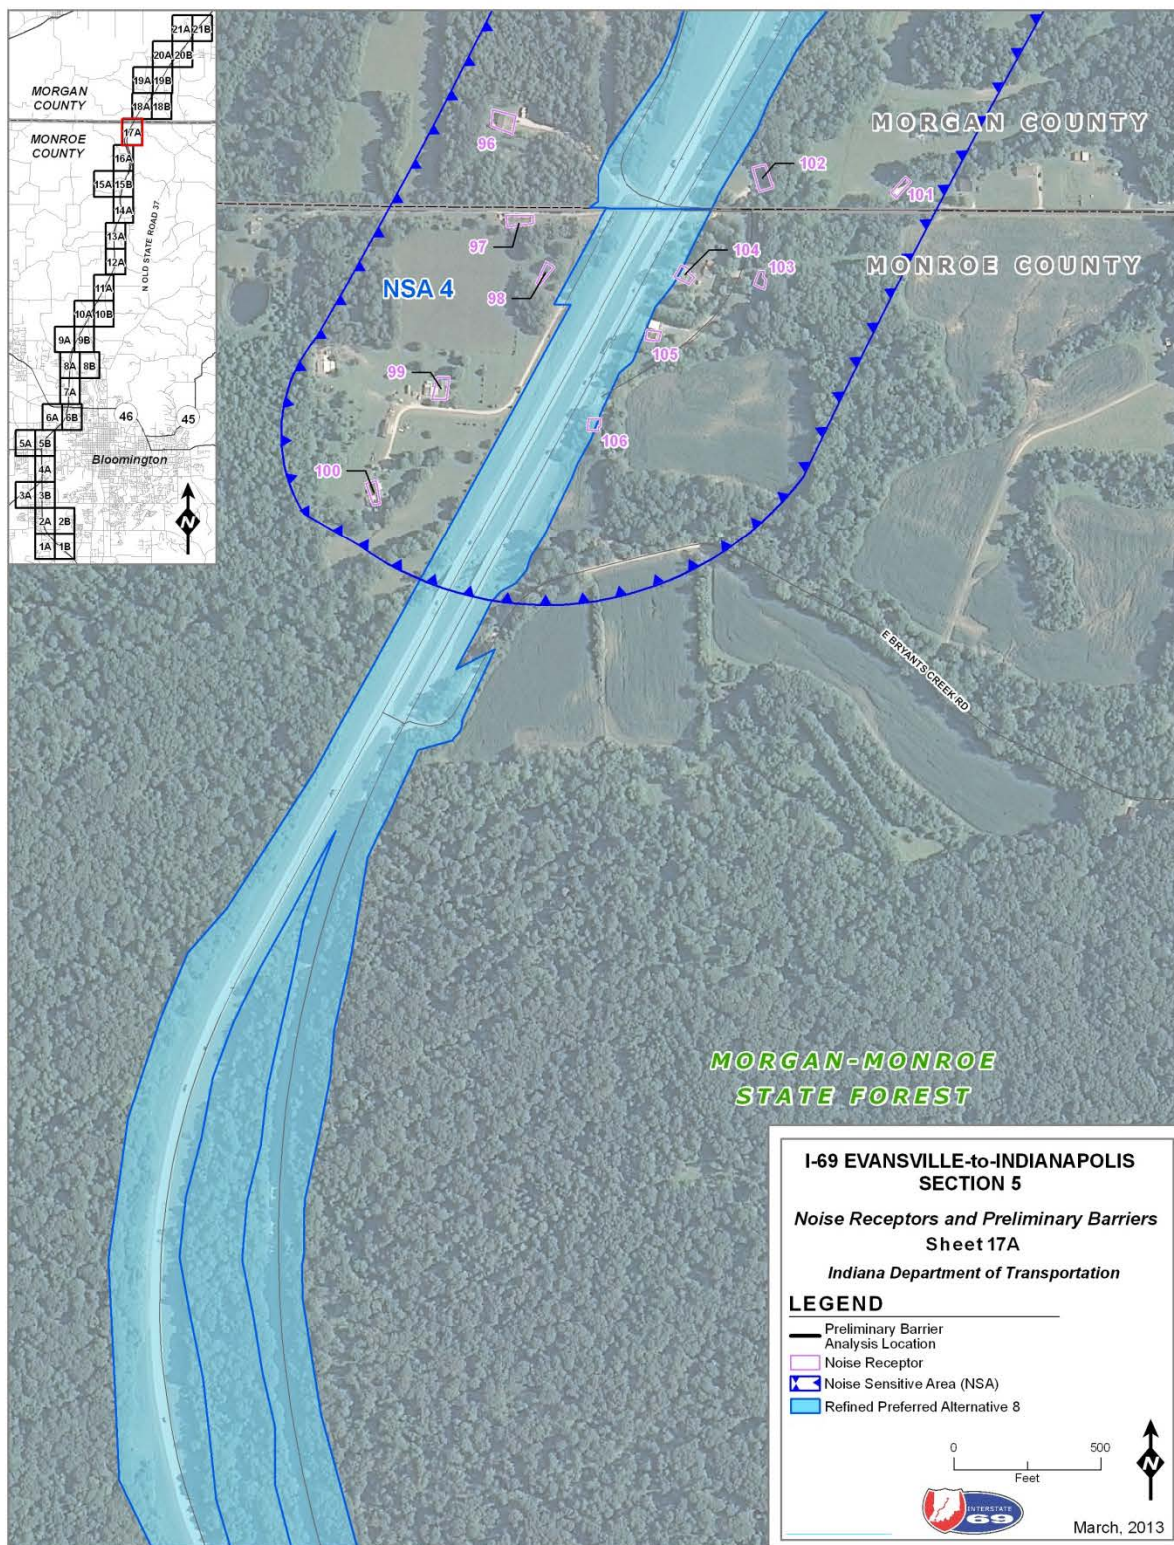 21A 21B
20A 20B
19A 19B
MORGAN
COUNTY
18A 18B
MONROE
COUNTY
17A
16A
15A 15B
14A
N OLD STATE ROAD 37
13A
12A
11A
10A 10B
9A 9B
8A 8B
7A
6A 6B
46
45
5A 5B
Bloomington
4A
3A 3B
2A 2B
1A 1B
N
96
MORGAN COUNTY
102
101
97
104
103
MONROE COUNTY
98
NSA 4
105
99
106
100
E BRYANTS CREEK RD
MORGAN-MONROE
STATE FOREST
I-69 EVANSVILLE-to-INDIANAPOLIS
SECTION 5
Noise Receptors and Preliminary Barriers
Sheet 17A
Indiana Department of Transportation
LEGEND
Preliminary Barrier
Analysis Location
Noise Receptor
Noise Sensitive Area (NSA)
Refined Preferred Alternative 8
0 500
Feet
N
INTERSTATE
69
March, 2013